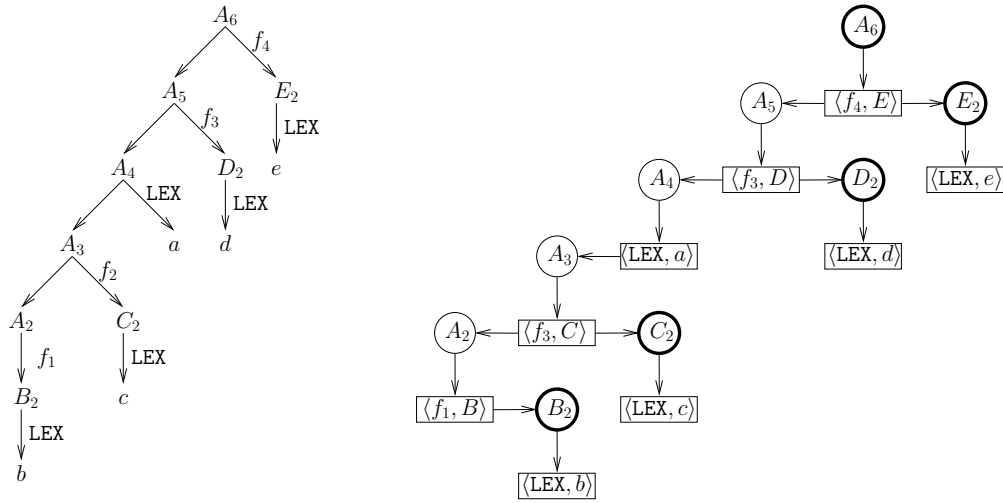 A₆
f₄
A₅ E₂
f₃ LEX
A₄ D₂ e
LEX LEX
A₃ a d
f₂
A₂ C₂
f₁ LEX
B₂ c
LEX
b
A₆
A₅ ⟨f₄, E⟩ E₂
A₄ ⟨f₃, D⟩ D₂ ⟨LEX, e⟩
A₃ ⟨LEX, a⟩ ⟨LEX, d⟩
A₂ ⟨f₃, C⟩ C₂
⟨f₁, B⟩ B₂ ⟨LEX, c⟩
⟨LEX, b⟩